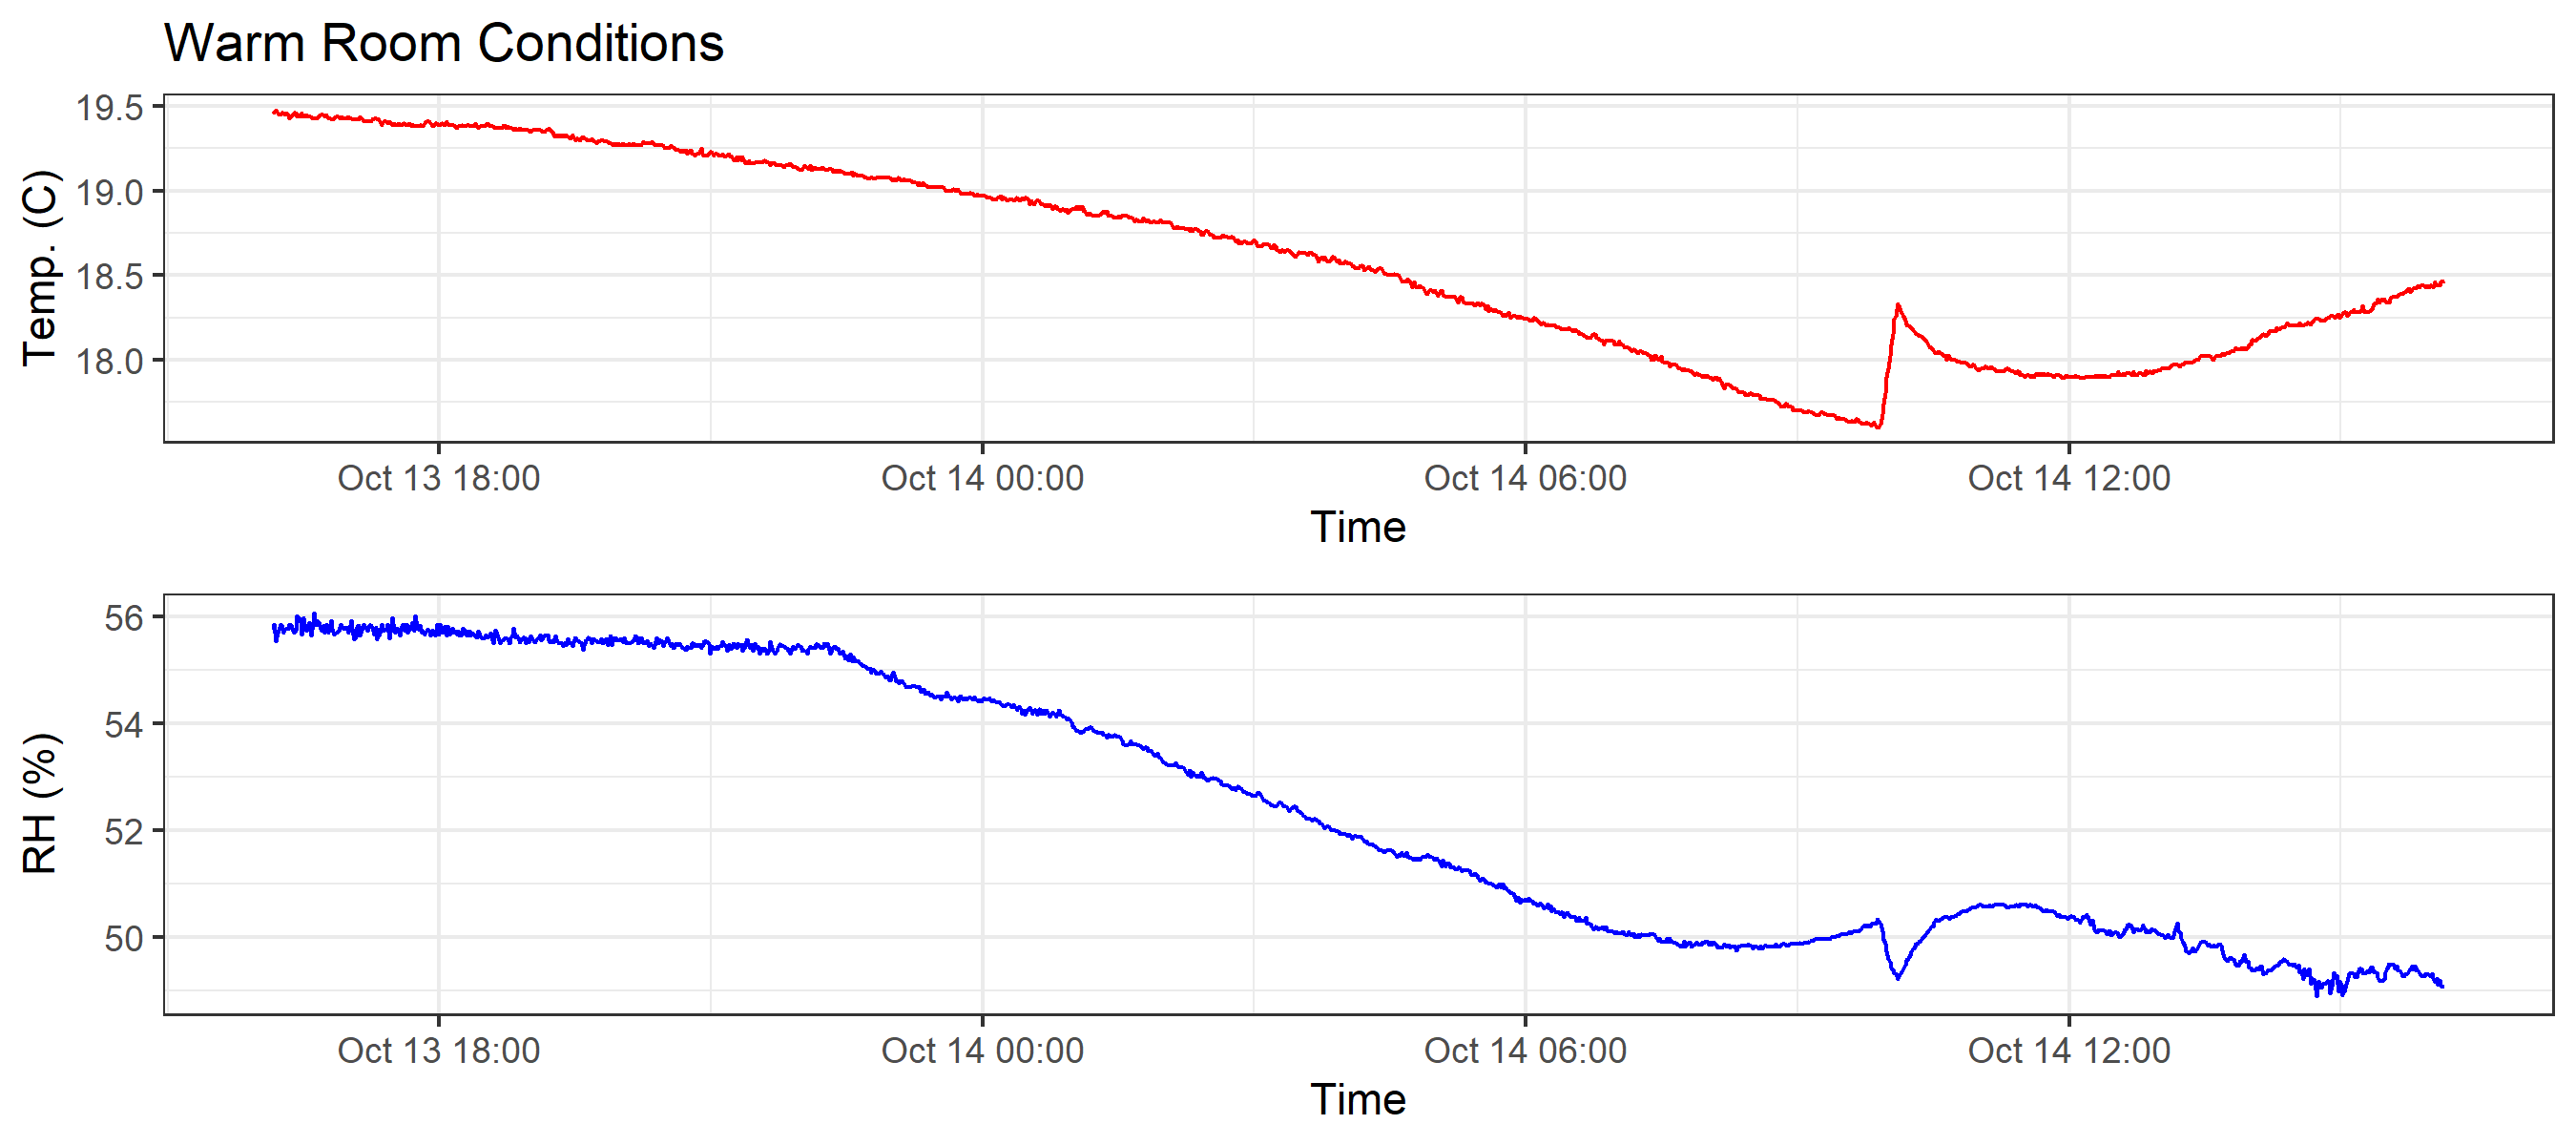 Warm Room Conditions
Temp. (C)
19.5
19.0
18.5
18.0
Oct 13 18:00 Oct 14 00:00 Oct 14 06:00 Oct 14 12:00
Time
RH (%)
56
54
52
50
Oct 13 18:00 Oct 14 00:00 Oct 14 06:00 Oct 14 12:00
Time